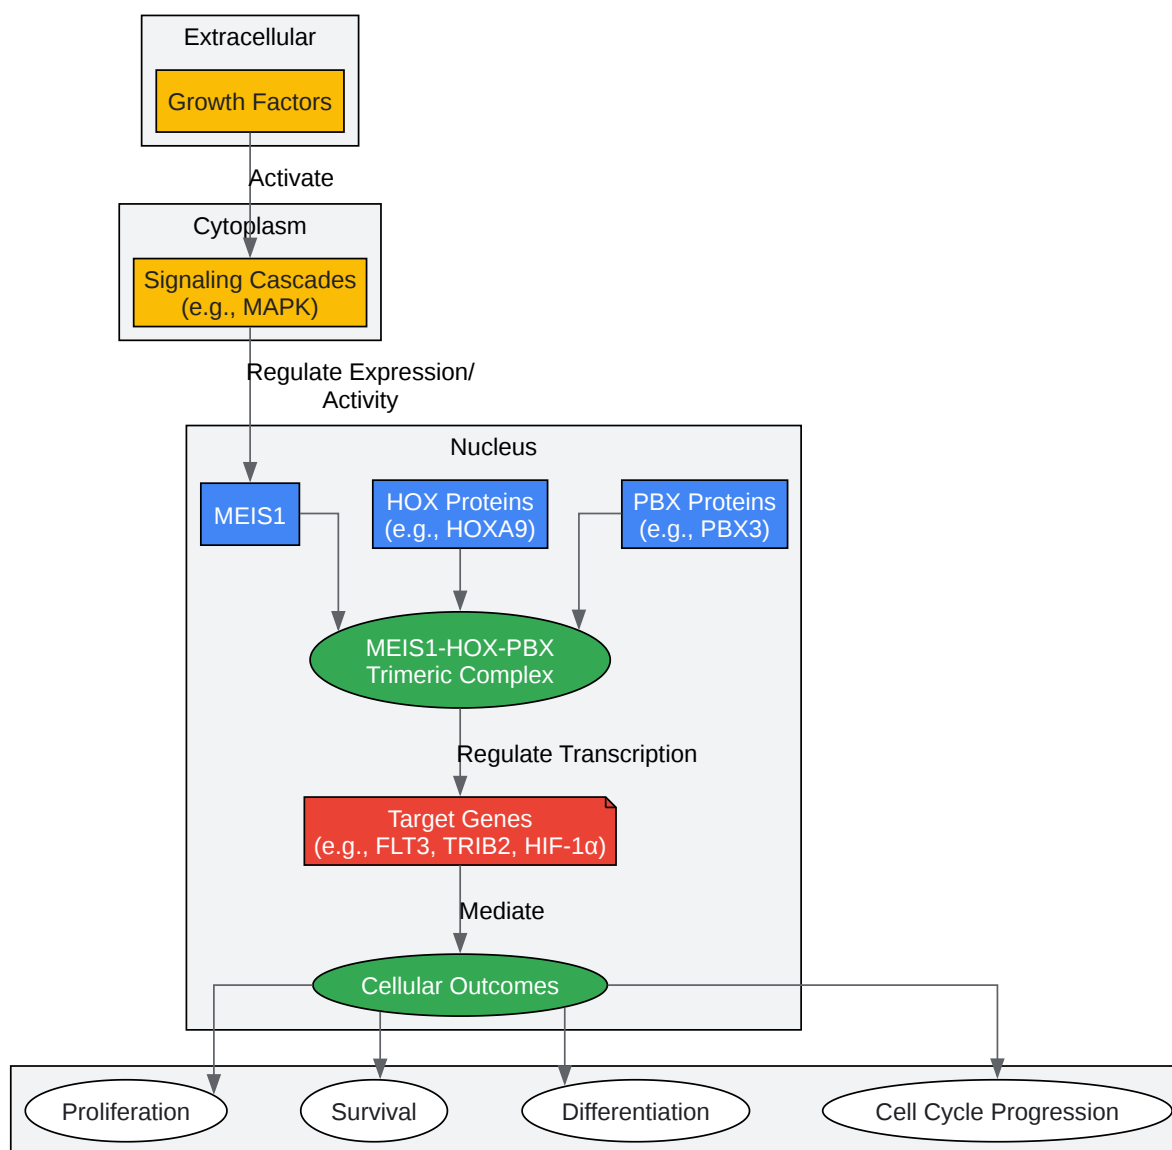 Extracellular
Growth Factors
Activate
Cytoplasm
Signaling Cascades
(e.g., MAPK)
Regulate Expression/
Activity
Nucleus
MEIS1
HOX Proteins
(e.g., HOXA9)
PBX Proteins
(e.g., PBX3)
MEIS1-HOX-PBX
Trimeric Complex
Regulate Transcription
Target Genes
(e.g., FLT3, TRIB2, HIF-1α)
Mediate
Cellular Outcomes
Proliferation
Survival
Differentiation
Cell Cycle Progression